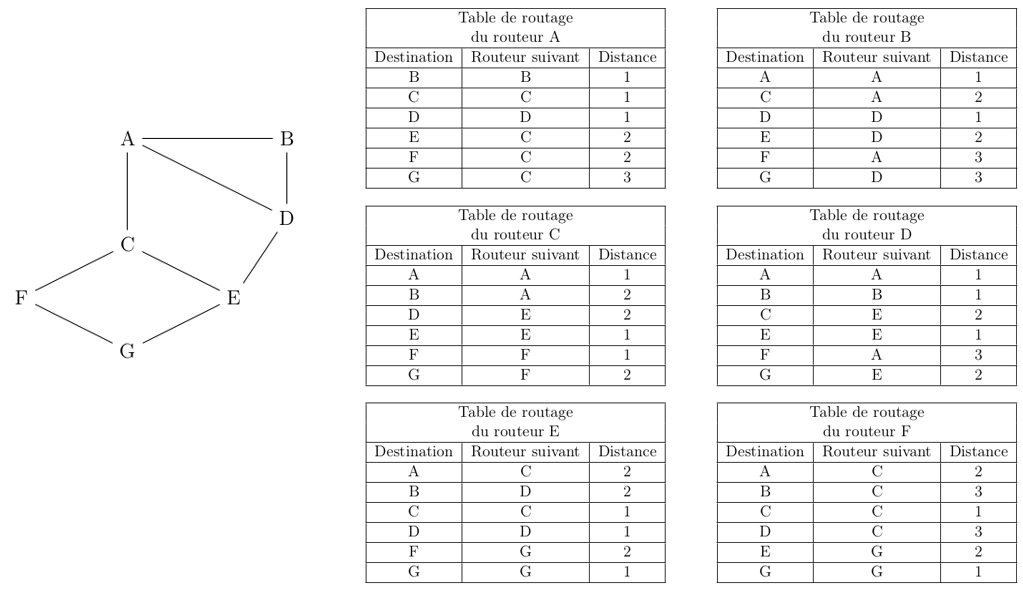 A B
D
C
F E
G
Table de routage
du routeur A
Destination Routeur suivant Distance
B B 1
C C 1
D D 1
E C 2
F C 2
G C 3
Table de routage
du routeur B
Destination Routeur suivant Distance
A A 1
C A 2
D D 1
E D 2
F A 3
G D 3
Table de routage
du routeur C
Destination Routeur suivant Distance
A A 1
B A 2
D E 2
E E 1
F F 1
G F 2
Table de routage
du routeur D
Destination Routeur suivant Distance
A A 1
B B 1
C E 2
E E 1
F A 3
G E 2
Table de routage
du routeur E
Destination Routeur suivant Distance
A C 2
B D 2
C C 1
D D 1
F G 2
G G 1
Table de routage
du routeur F
Destination Routeur suivant Distance
A C 2
B C 3
C C 1
D C 3
E G 2
G G 1